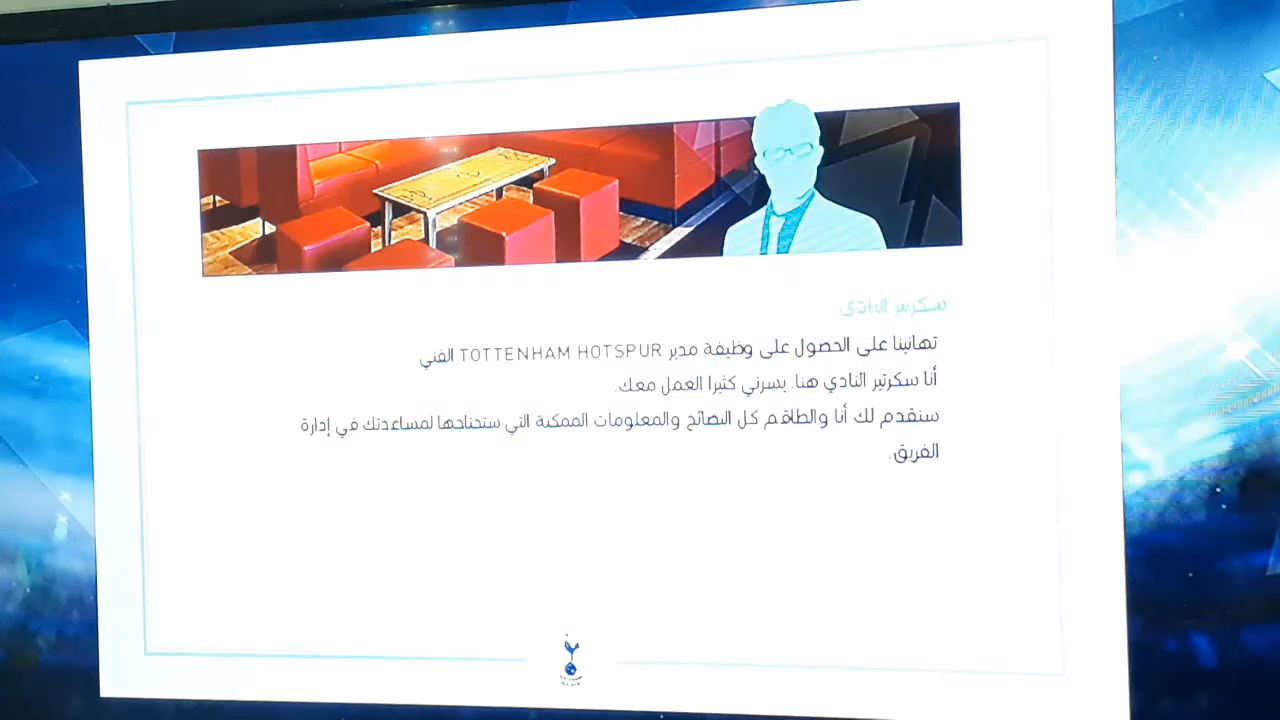 سكرتير النادي
تهانينا على الحصول على وظيفة مدير TOTTENHAM HOTSPUR الفني
أنا سكرتير النادي هنا. يسرني كثيرا العمل معك.
سنقدم لك أنا والطاقم كل النصائح والمعلومات الممكنة التي ستحتاجها لمساعدتك في إدارة
الفريق.